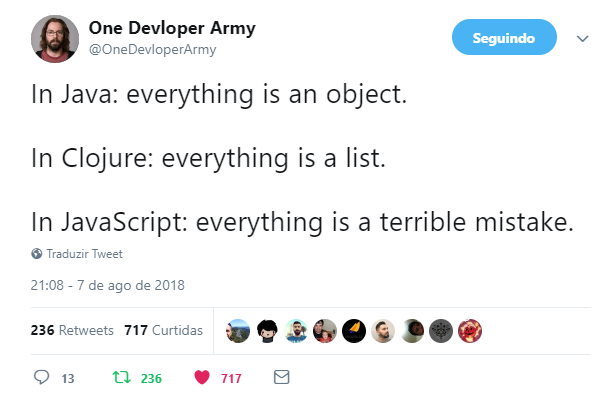 One Devloper Army
@OneDevloperArmy
Seguindo
In Java: everything is an object.
In Clojure: everything is a list.
In JavaScript: everything is a terrible mistake.
Traduzir Tweet
21:08 - 7 de ago de 2018
236 Retweets 717 Curtidas
13 236 717